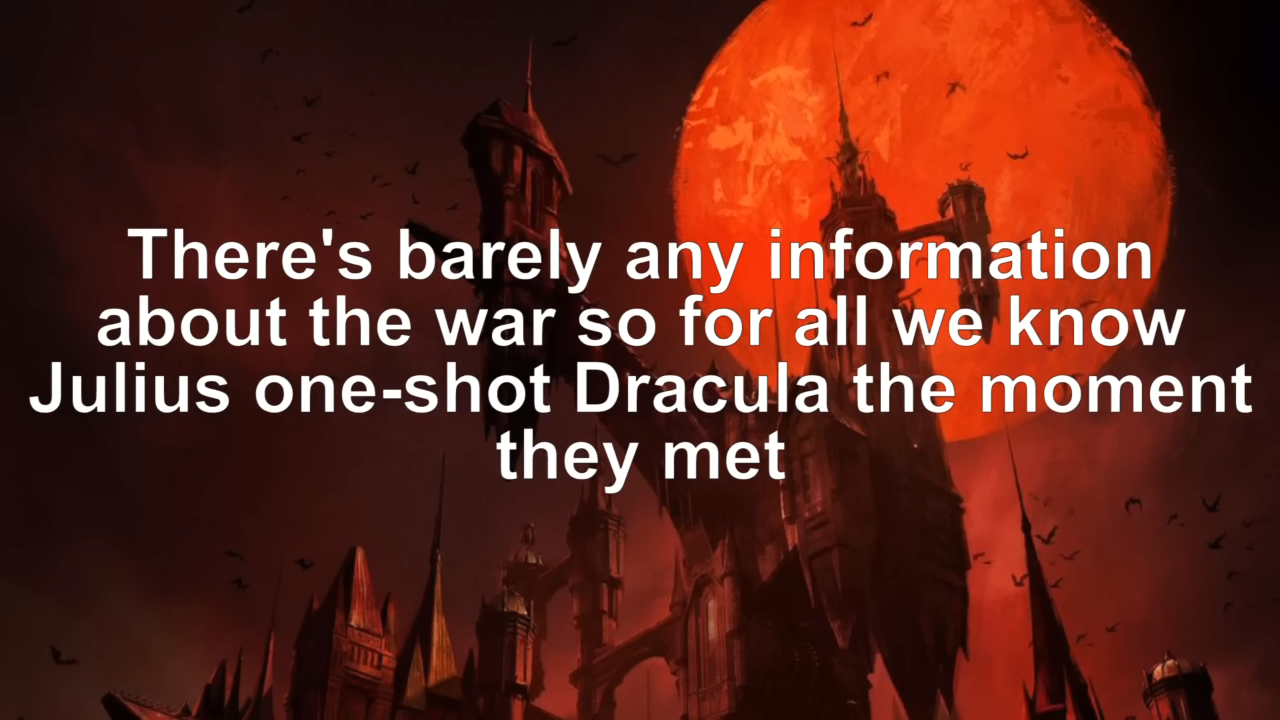 There's barely any information
about the war so for all we know
Julius one-shot Dracula the moment
they met